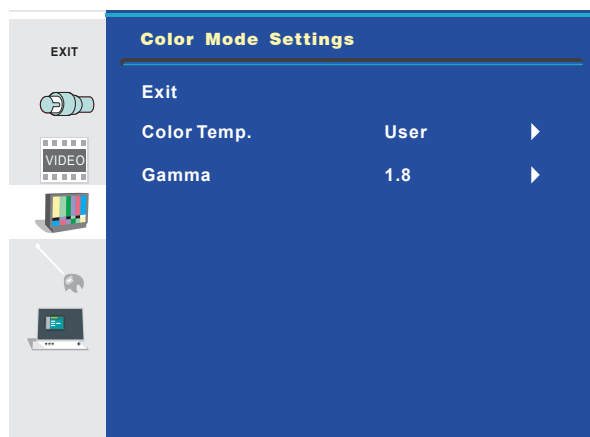 EXIT
VIDEO
Color Mode Settings
Exit
Color Temp. User
Gamma 1.8